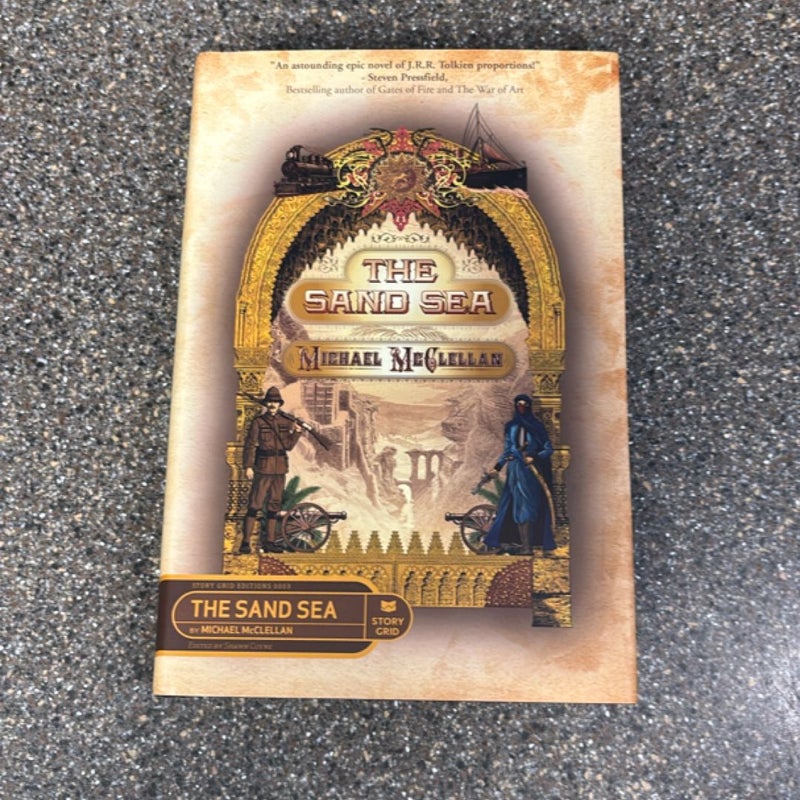 "An astounding epic novel of J.R.R. Tolkien proportions!"
- Steven Pressfield,
Bestselling author of Gates of Fire and The War of Art
THE
SAND SEA
MICHAEL McCLELLAN
STORY GRID EDITIONS 0003
THE SAND SEA
BY MICHAEL McCLELLAN
STORY
GRID
EDITED BY SHAWN COYNE